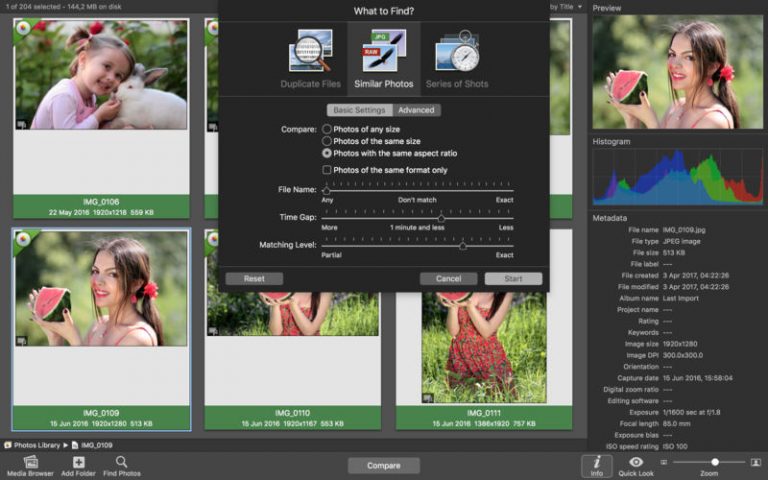 1 of 204 selected - 144,2 MB on disk
What to Find?
by Title
Preview
JPG
RAW
Duplicate Files
Similar Photos
Series of Shots
Basic Settings
Advanced
Compare:
Photos of any size
Photos of the same size
Photos with the same aspect ratio
Photos of the same format only
File Name:
Any
Don't match
Exact
Time Gap:
More
1 minute and less
Less
Matching Level:
Partial
Exact
Reset
Cancel
Start
IMG_0106
22 May 2016 1920x1218 559 KB
IMG_0109
15 Jun 2016 1920x1280 513 KB
IMG_0110
15 Jun 2016 1920x1167 553 KB
IMG_0111
15 Jun 2016 1386x1920 757 KB
Histogram
Metadata
File name IMG_0109.jpg
File type JPEG image
File size 513 KB
File label ---
File created 3 Apr 2017, 04:22:26
File modified 3 Apr 2017, 04:22:26
Album name Last Import
Project name ---
Rating ---
Keywords ---
Image size 1920x1280
Image DPI 300.0x300.0
Orientation ---
Capture date 15 Jun 2016, 15:58:04
Digital zoom ratio ---
Editing software ---
Exposure 1/1600 sec at f/1.8
Focal length 85.0 mm
Exposure bias ---
ISO speed rating ISO 100
Photos Library ▶ IMG_0109
Media Browser
Add Folder
Find Photos
Compare
Info
Quick Look
Zoom